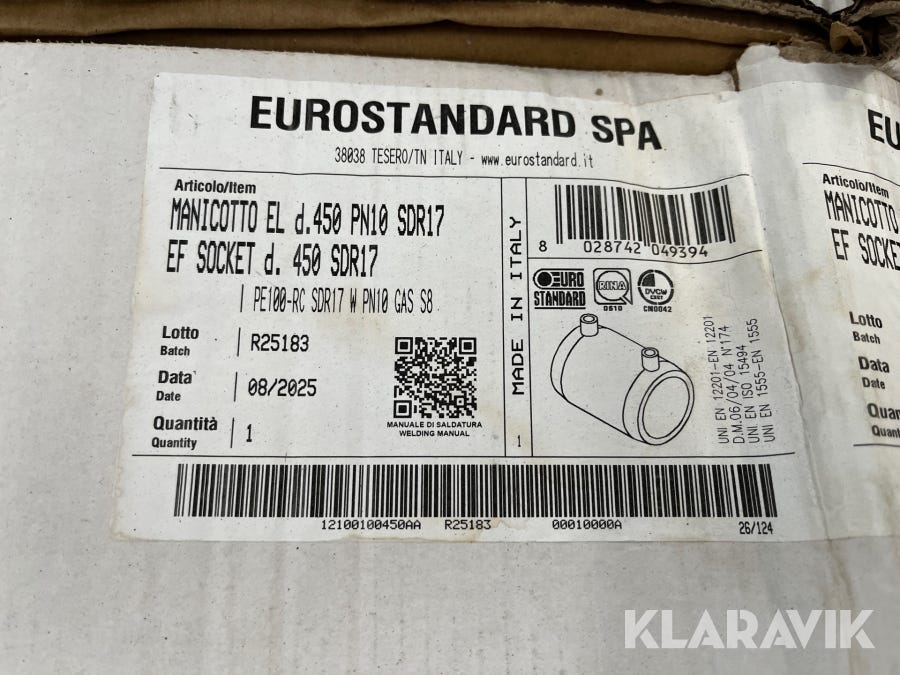 EUROSTANDARD SPA
38038 TESERO/TN ITALY - www.eurostandard.it
Articolo/Item
MANICOTTO EL d.450 PN10 SDR17
EF SOCKET d. 450 SDR17
PE100-RC SDR17 W PN10 GAS S8
Lotto
Batch
R25183
Data
Date
08/2025
Quantità
Quantity
1
MANUALE DI SALDATURA
WELDING MANUAL
MADE IN ITALY
1
8 028742 049394
EURO
STANDARD
RINA
0510
DVGW
CERT
CM0042
UNI EN 12201-EN 12201
D.M.06/04/04 N°174
UNI EN ISO 15494
UNI EN 1555-EN 1555
12100100450AA R25183 00010000A 26/124
EU
Articolo/Item
MANICOTTO
EF SOCKE
Lotto
Batch
Data
Date
Quan
Quant
KLARAVIK